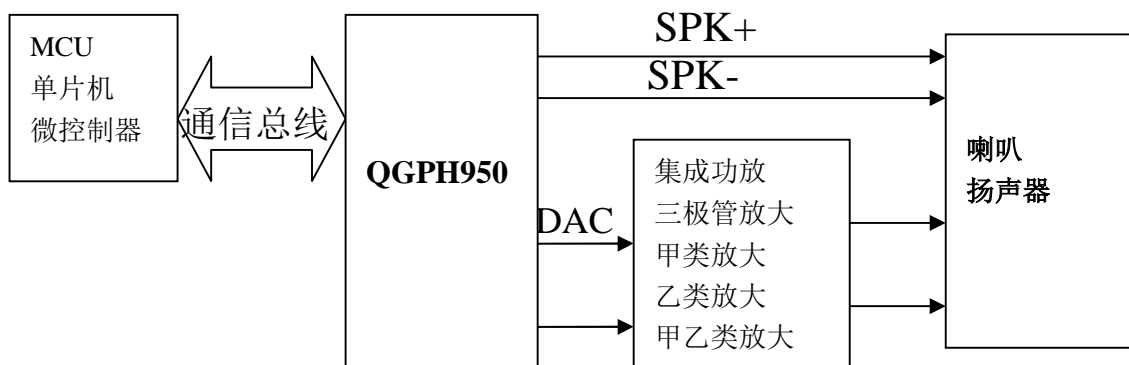 MCU
单片机
微控制器
通信总线
QGPH950
SPK+
SPK-
DAC
集成功放
三极管放大
甲类放大
乙类放大
甲乙类放大
喇叭
扬声器